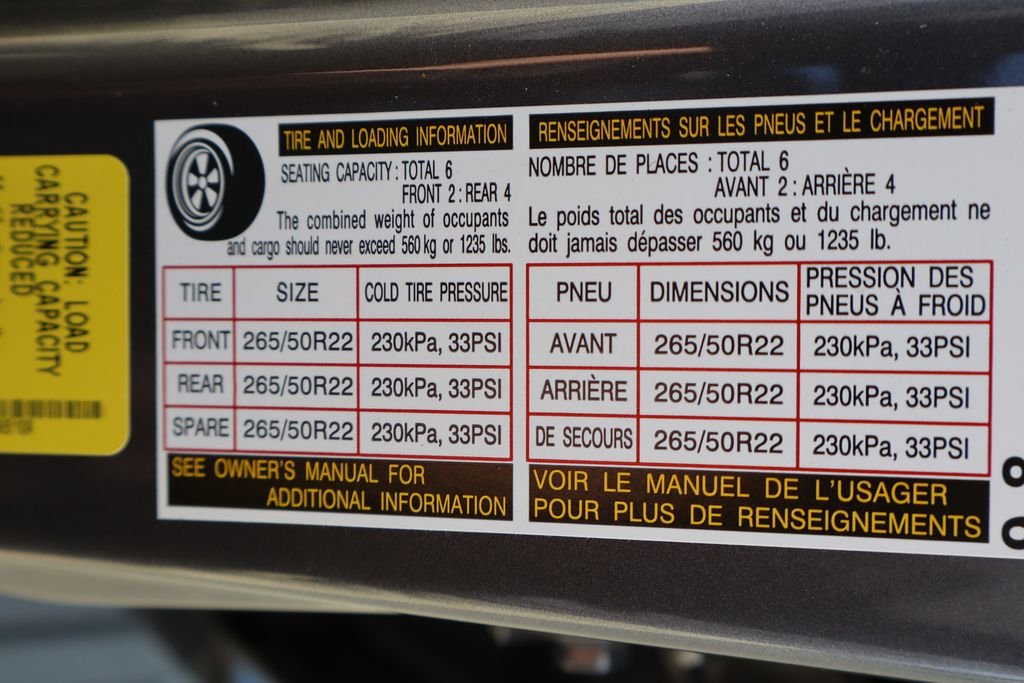 CAUTION: LOAD
CARRYING CAPACITY
REDUCED
TIRE AND LOADING INFORMATION
SEATING CAPACITY : TOTAL 6
FRONT 2 : REAR 4
The combined weight of occupants
and cargo should never exceed 560 kg or 1235 lbs.
TIRE SIZE COLD TIRE PRESSURE
FRONT 265/50R22 230kPa, 33PSI
REAR 265/50R22 230kPa, 33PSI
SPARE 265/50R22 230kPa, 33PSI
SEE OWNER'S MANUAL FOR
ADDITIONAL INFORMATION
RENSEIGNEMENTS SUR LES PNEUS ET LE CHARGEMENT
NOMBRE DE PLACES : TOTAL 6
AVANT 2 : ARRIÈRE 4
Le poids total des occupants et du chargement ne
doit jamais dépasser 560 kg ou 1235 lb.
PNEU DIMENSIONS PRESSION DES
PNEUS À FROID
AVANT 265/50R22 230kPa, 33PSI
ARRIÈRE 265/50R22 230kPa, 33PSI
DE SECOURS 265/50R22 230kPa, 33PSI
VOIR LE MANUEL DE L'USAGER
POUR PLUS DE RENSEIGNEMENTS